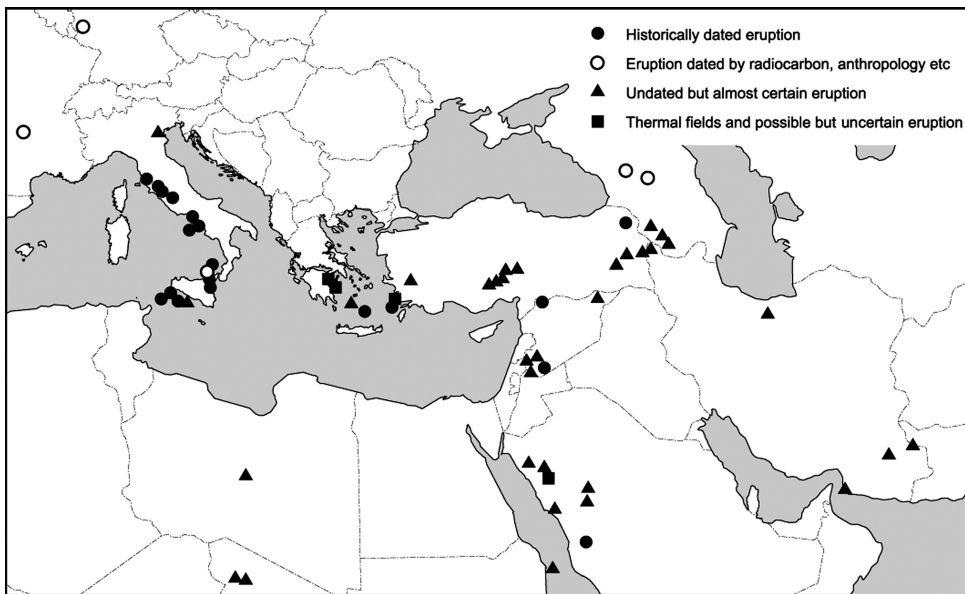 Historically dated eruption
Eruption dated by radiocarbon, anthropology etc
Undated but almost certain eruption
Thermal fields and possible but uncertain eruption